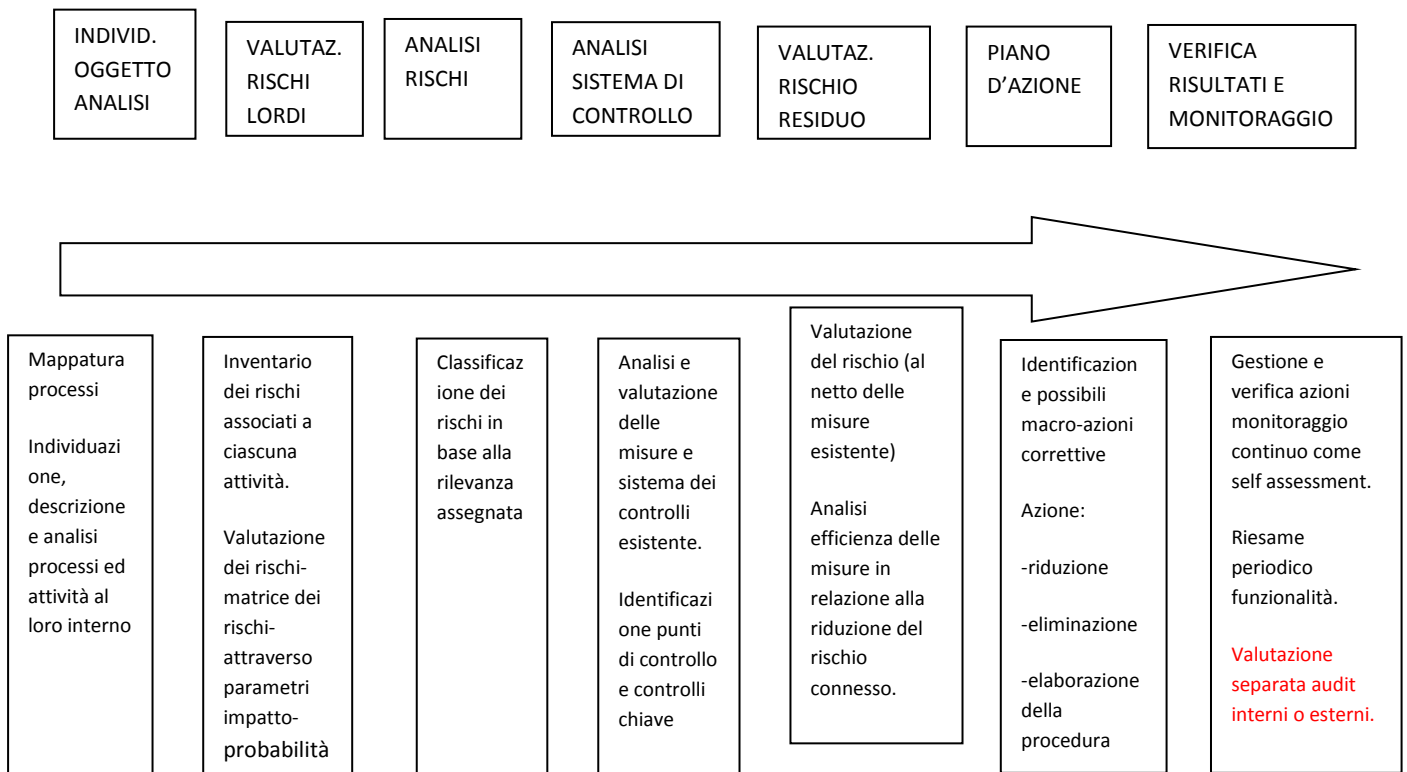 INDIVID.
OGGETTO
ANALISI
VALUTAZ.
RISCHI
LORDI
ANALISI
RISCHI
ANALISI
SISTEMA DI
CONTROLLO
VALUTAZ.
RISCHIO
RESIDUO
PIANO
D’AZIONE
VERIFICA
RISULTATI E
MONITORAGGIO
Mappatura
processi
Individuazi
one,
descrizione
e analisi
processi ed
attività al
loro interno
Inventario
dei rischi
associati a
ciascuna
attività.
Valutazione
dei rischi-
matrice dei
rischi-
attraverso
parametri
impatto-
probabilità
Classificaz
ione dei
rischi in
base alla
rilevanza
assegnata
Analisi e
valutazione
delle
misure e
sistema dei
controlli
esistente.
Identificazi
one punti
di controllo
e controlli
chiave
Valutazione
del rischio (al
netto delle
misure
esistente)
Analisi
efficienza delle
misure in
relazione alla
riduzione del
rischio
connesso.
Identificazion
e possibili
macro-azioni
correttive
Azione:
-riduzione
-eliminazione
-elaborazione
della
procedura
Gestione e
verifica azioni
monitoraggio
continuo come
self assessment.
Riesame
periodico
funzionalità.
Valutazione
separata audit
interni o esterni.